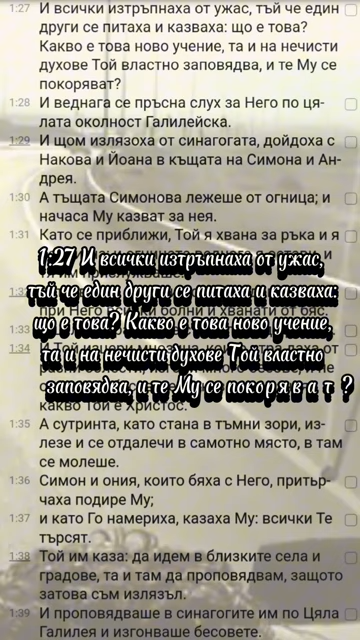 1:27 И всички изтръпнаха от ужас, тъй че един
други се питаха и казваха: що е това?
Какво е това ново учение, та и на нечисти
духове Той властно заповядва, и те Му се
покоряват?
1:28 И веднага се пръсна слух за Него по ця-
лата околност Галилейска.
1:29 И щом излязоха от синагогата, дойдоха с
Иакова и Йоана в къщата на Симона и Ан-
дрея.
1:30 А тъщата Симонова лежеше от огница; и
начаса Му казват за нея.
1:31 Като се приближи, Той я хвана за ръка и я
1:27 И всички изтръпнаха от ужас,
тъй че един други се питаха и казваха:
що е това? Какво е това ново учение,
та и на нечисти духове Той властно
заповядва, и те Му се покоряват?
1:33
1:34
какво Той е Христос.
1:35 А сутринта, като стана в тъмни зори, из-
лезе и се отдалечи в самотно място, в там
се молеше.
1:36 Симон и ония, които бяха с Него, притър-
чаха подире Му;
1:37 и като Го намериха, казаха Му: всички Те
търсят.
1:38 Той им каза: да идем в близките села и
градове, та и там да проповядвам, защото
затова съм излязъл.
1:39 И проповядваше в синагогите им по Цяла
Галилея и изгонваше бесовете.